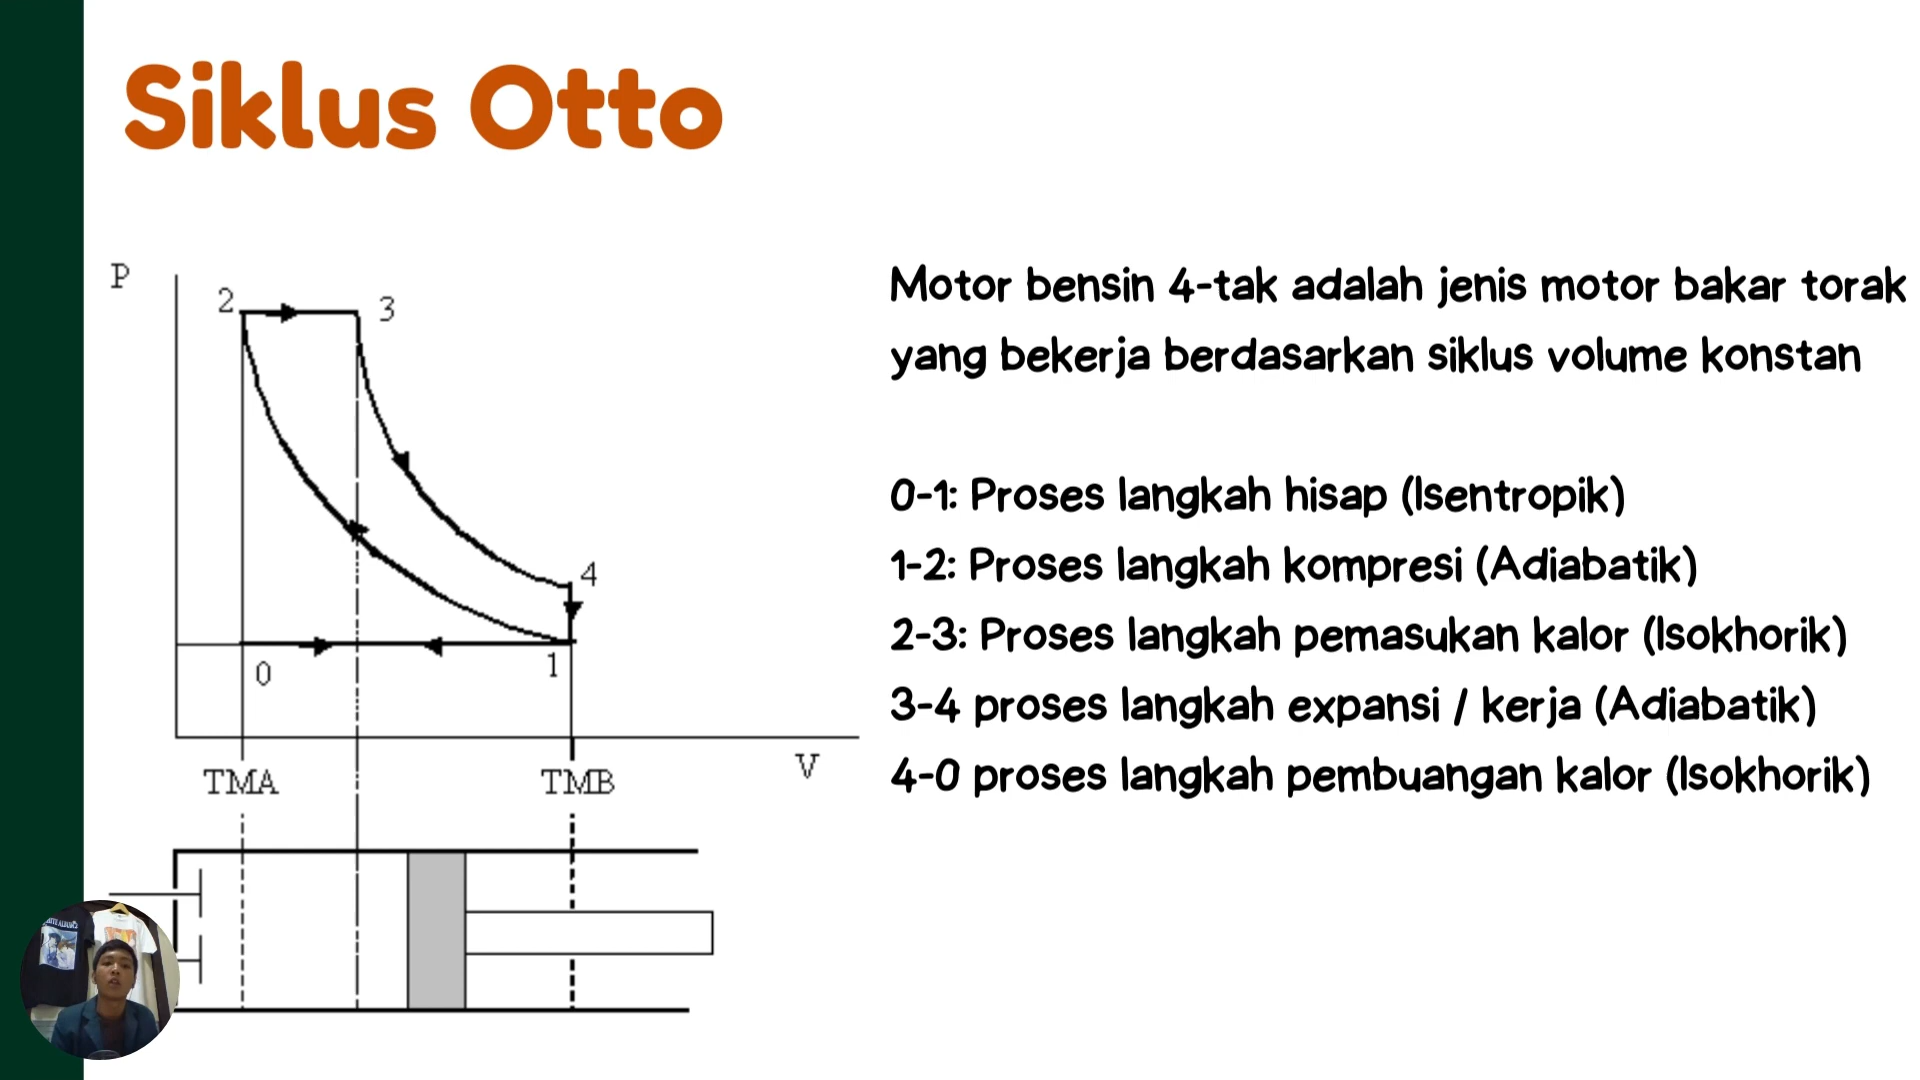 Siklus Otto
P
2
3
4
0
1
TMA
TMB
V
Motor bensin 4-tak adalah jenis motor bakar torak
yang bekerja berdasarkan siklus volume konstan
0-1: Proses langkah hisap (Isentropik)
1-2: Proses langkah kompresi (Adiabatik)
2-3: Proses langkah pemasukan kalor (Isokhorik)
3-4 proses langkah expansi / kerja (Adiabatik)
4-0 proses langkah pembuangan kalor (Isokhorik)